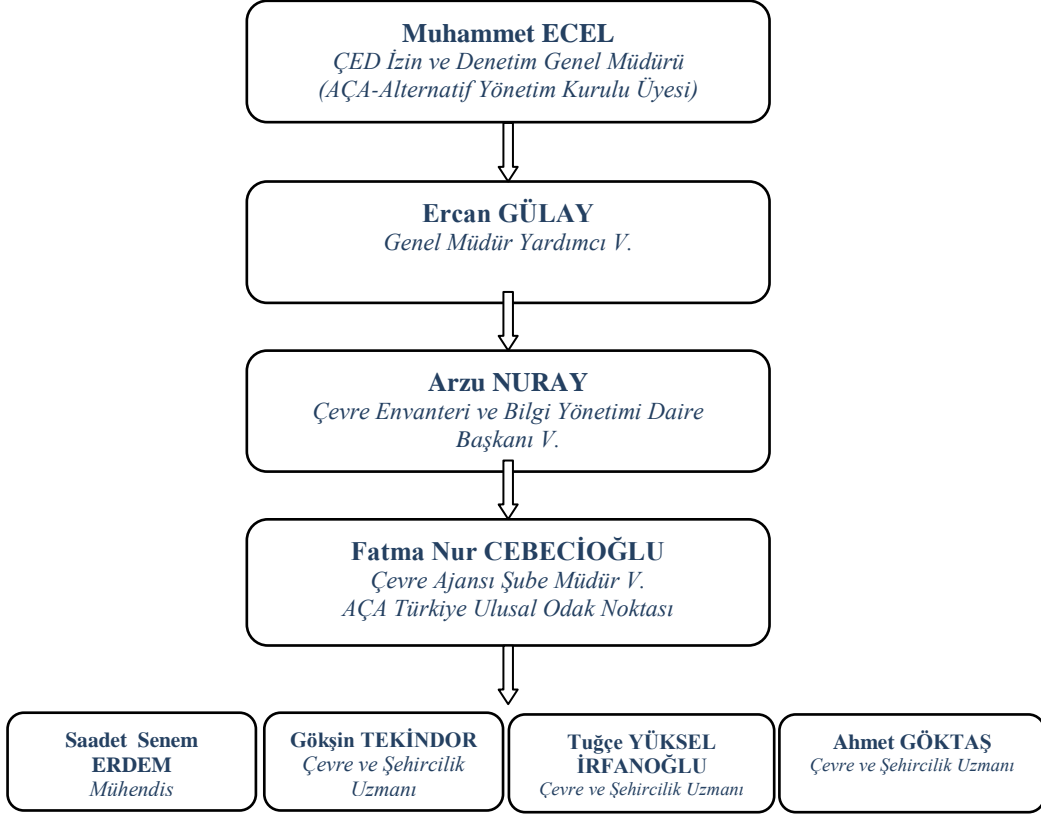 Muhammet ECEL
ÇED İzin ve Denetim Genel Müdürü
(AÇA-Alternatif Yönetim Kurulu Üyesi)
Ercan GÜLAY
Genel Müdür Yardımcı V.
Arzu NURAY
Çevre Envanteri ve Bilgi Yönetimi Daire
Başkanı V.
Fatma Nur CEBECİOĞLU
Çevre Ajansı Şube Müdür V.
AÇA Türkiye Ulusal Odak Noktası
Saadet Senem
ERDEM
Mühendis
Gökşin TEKİNDOR
Çevre ve Şehircilik
Uzmanı
Tuğçe YÜKSEL
İRFANOĞLU
Çevre ve Şehircilik Uzmanı
Ahmet GÖKTAŞ
Çevre ve Şehircilik Uzmanı